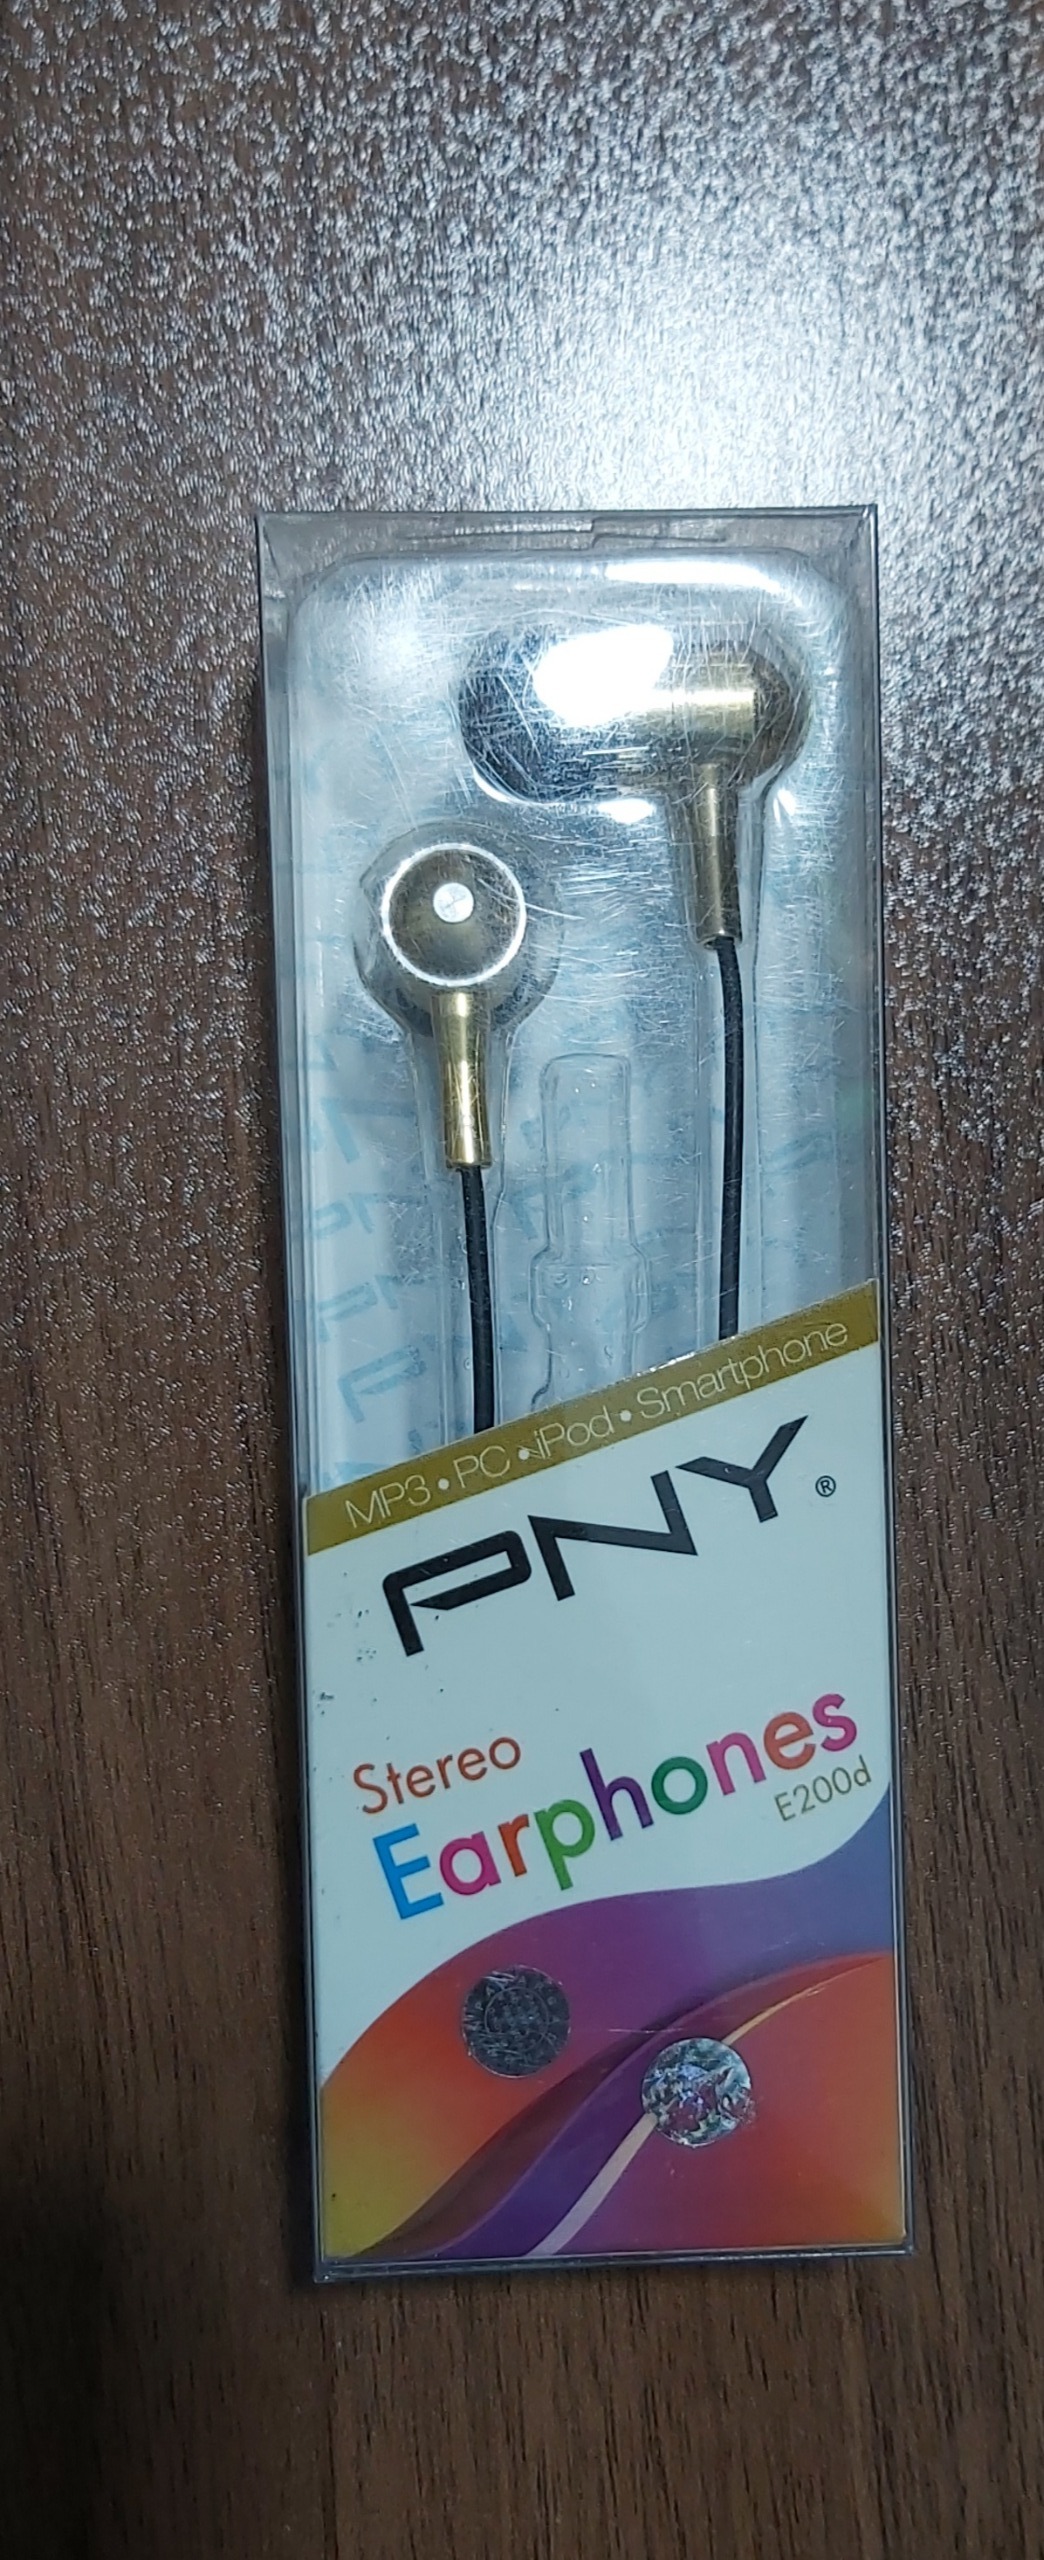 MP3 • PC • iPod • Smartphone
PNY®
Stereo
Earphones
E200d